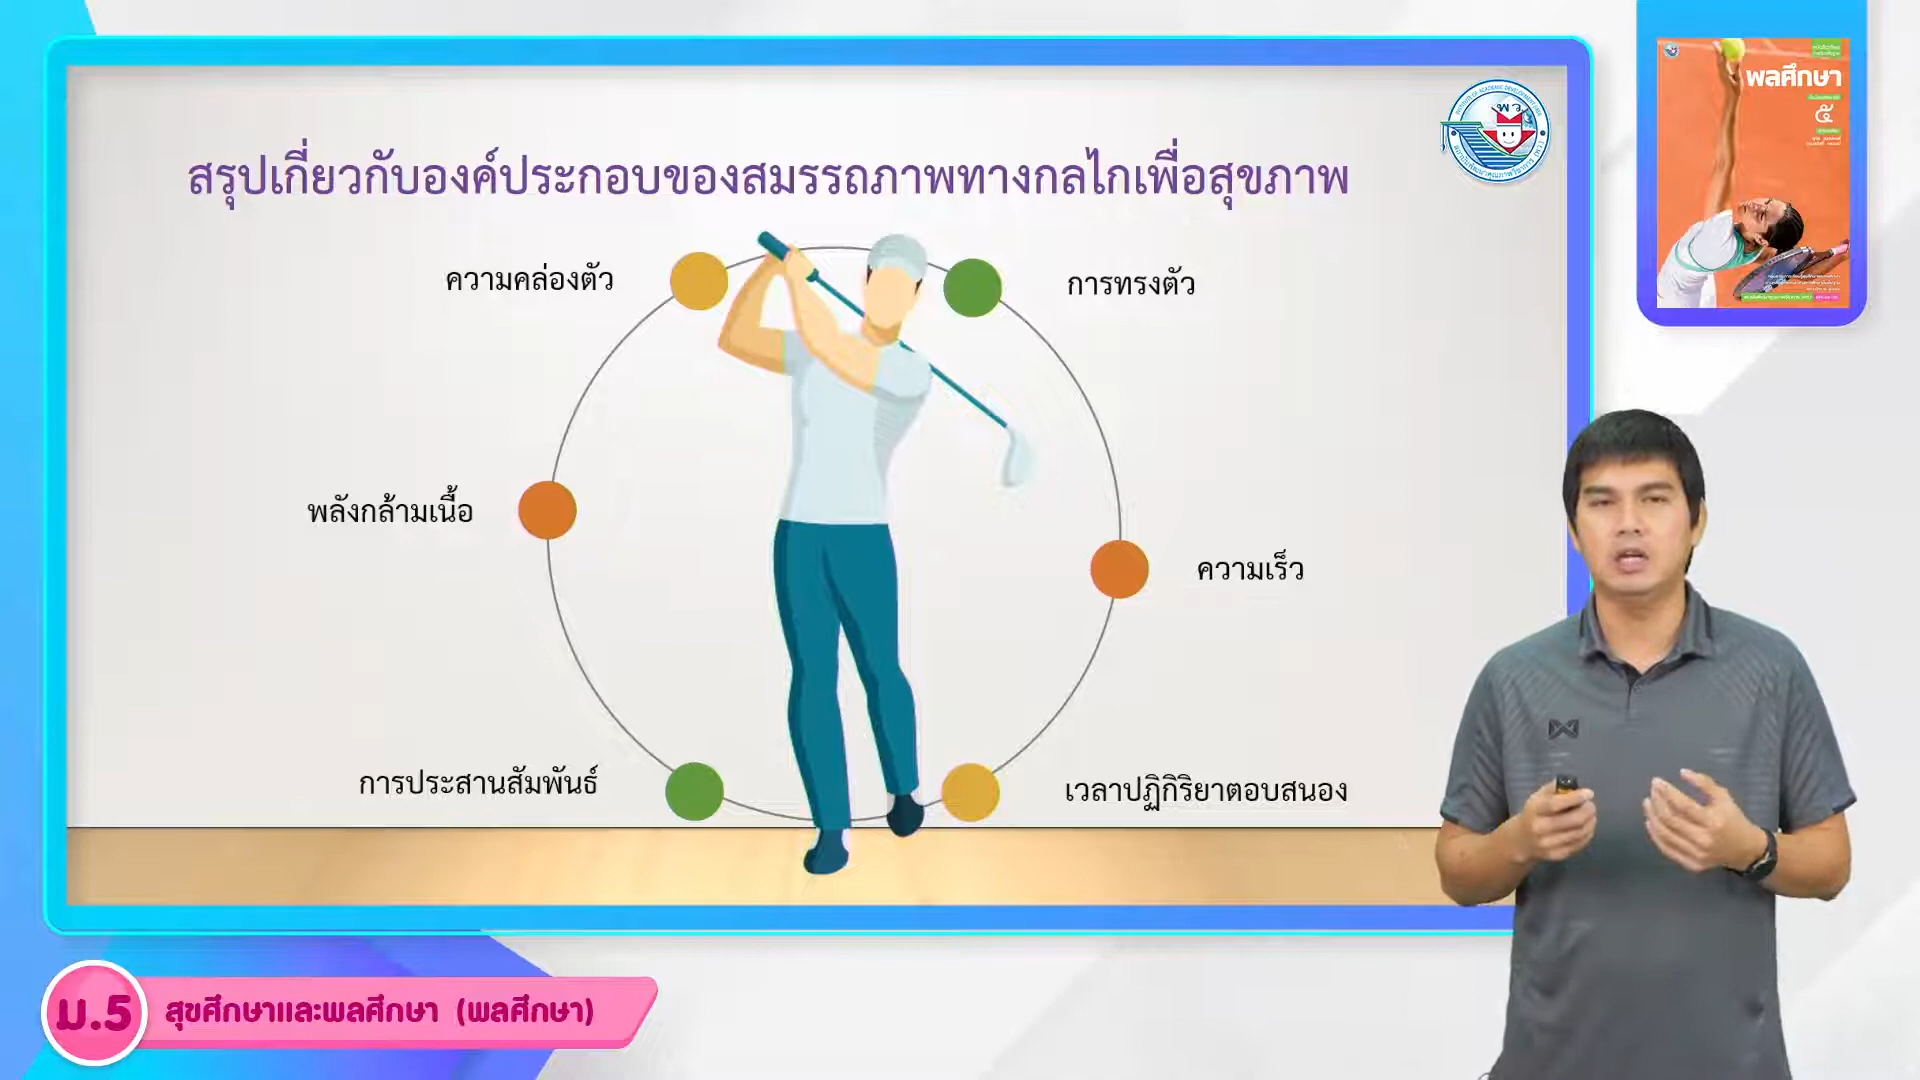 สรุปเกี่ยวกับองค์ประกอบของสมรรถภาพทางกลไกเพื่อสุขภาพ
ความคล่องตัว
การทรงตัว
พลังกล้ามเนื้อ
ความเร็ว
การประสานสัมพันธ์
เวลาปฏิกิริยาตอบสนอง
พว.
พลศึกษา
๕
ม.5
สุขศึกษาและพลศึกษา (พลศึกษา)